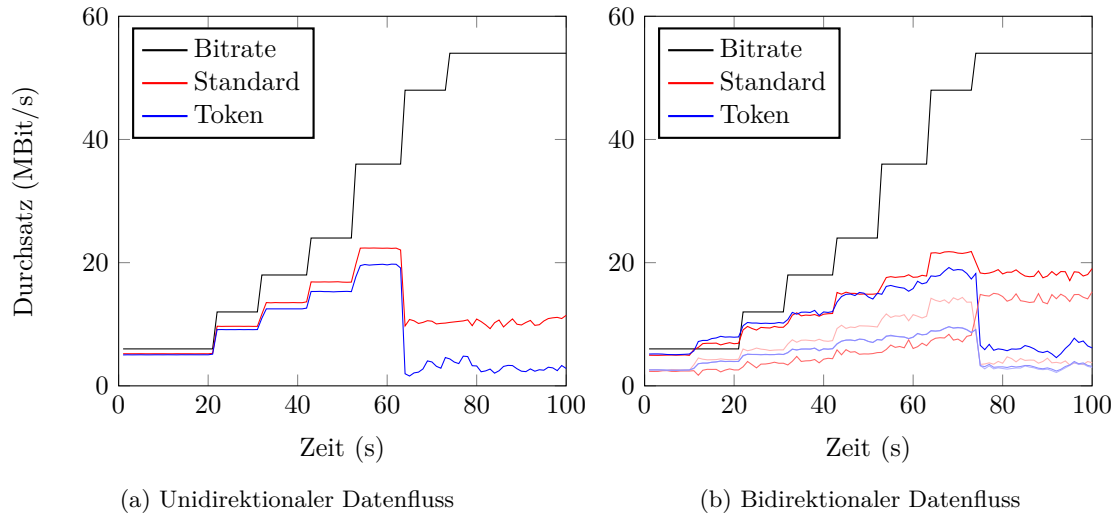 Durchsatz (MBit/s)
60
40
20
0
Bitrate
Standard
Token
0 20 40 60 80 100
Zeit (s)
(a) Unidirektionaler Datenfluss
60
40
20
0
Bitrate
Standard
Token
0 20 40 60 80 100
Zeit (s)
(b) Bidirektionaler Datenfluss